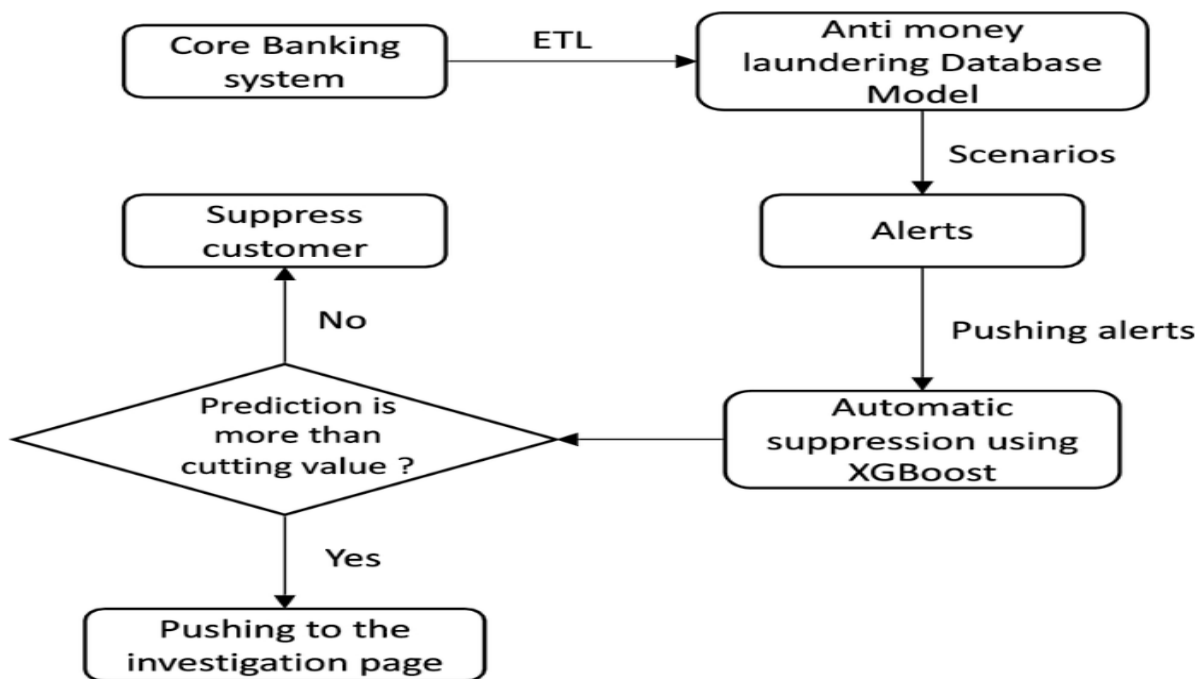 Core Banking
system
ETL
Anti money
laundering Database
Model
Scenarios
Alerts
Pushing alerts
Automatic
suppression using
XGBoost
Prediction is
more than
cutting value ?
No
Suppress
customer
Yes
Pushing to the
investigation page